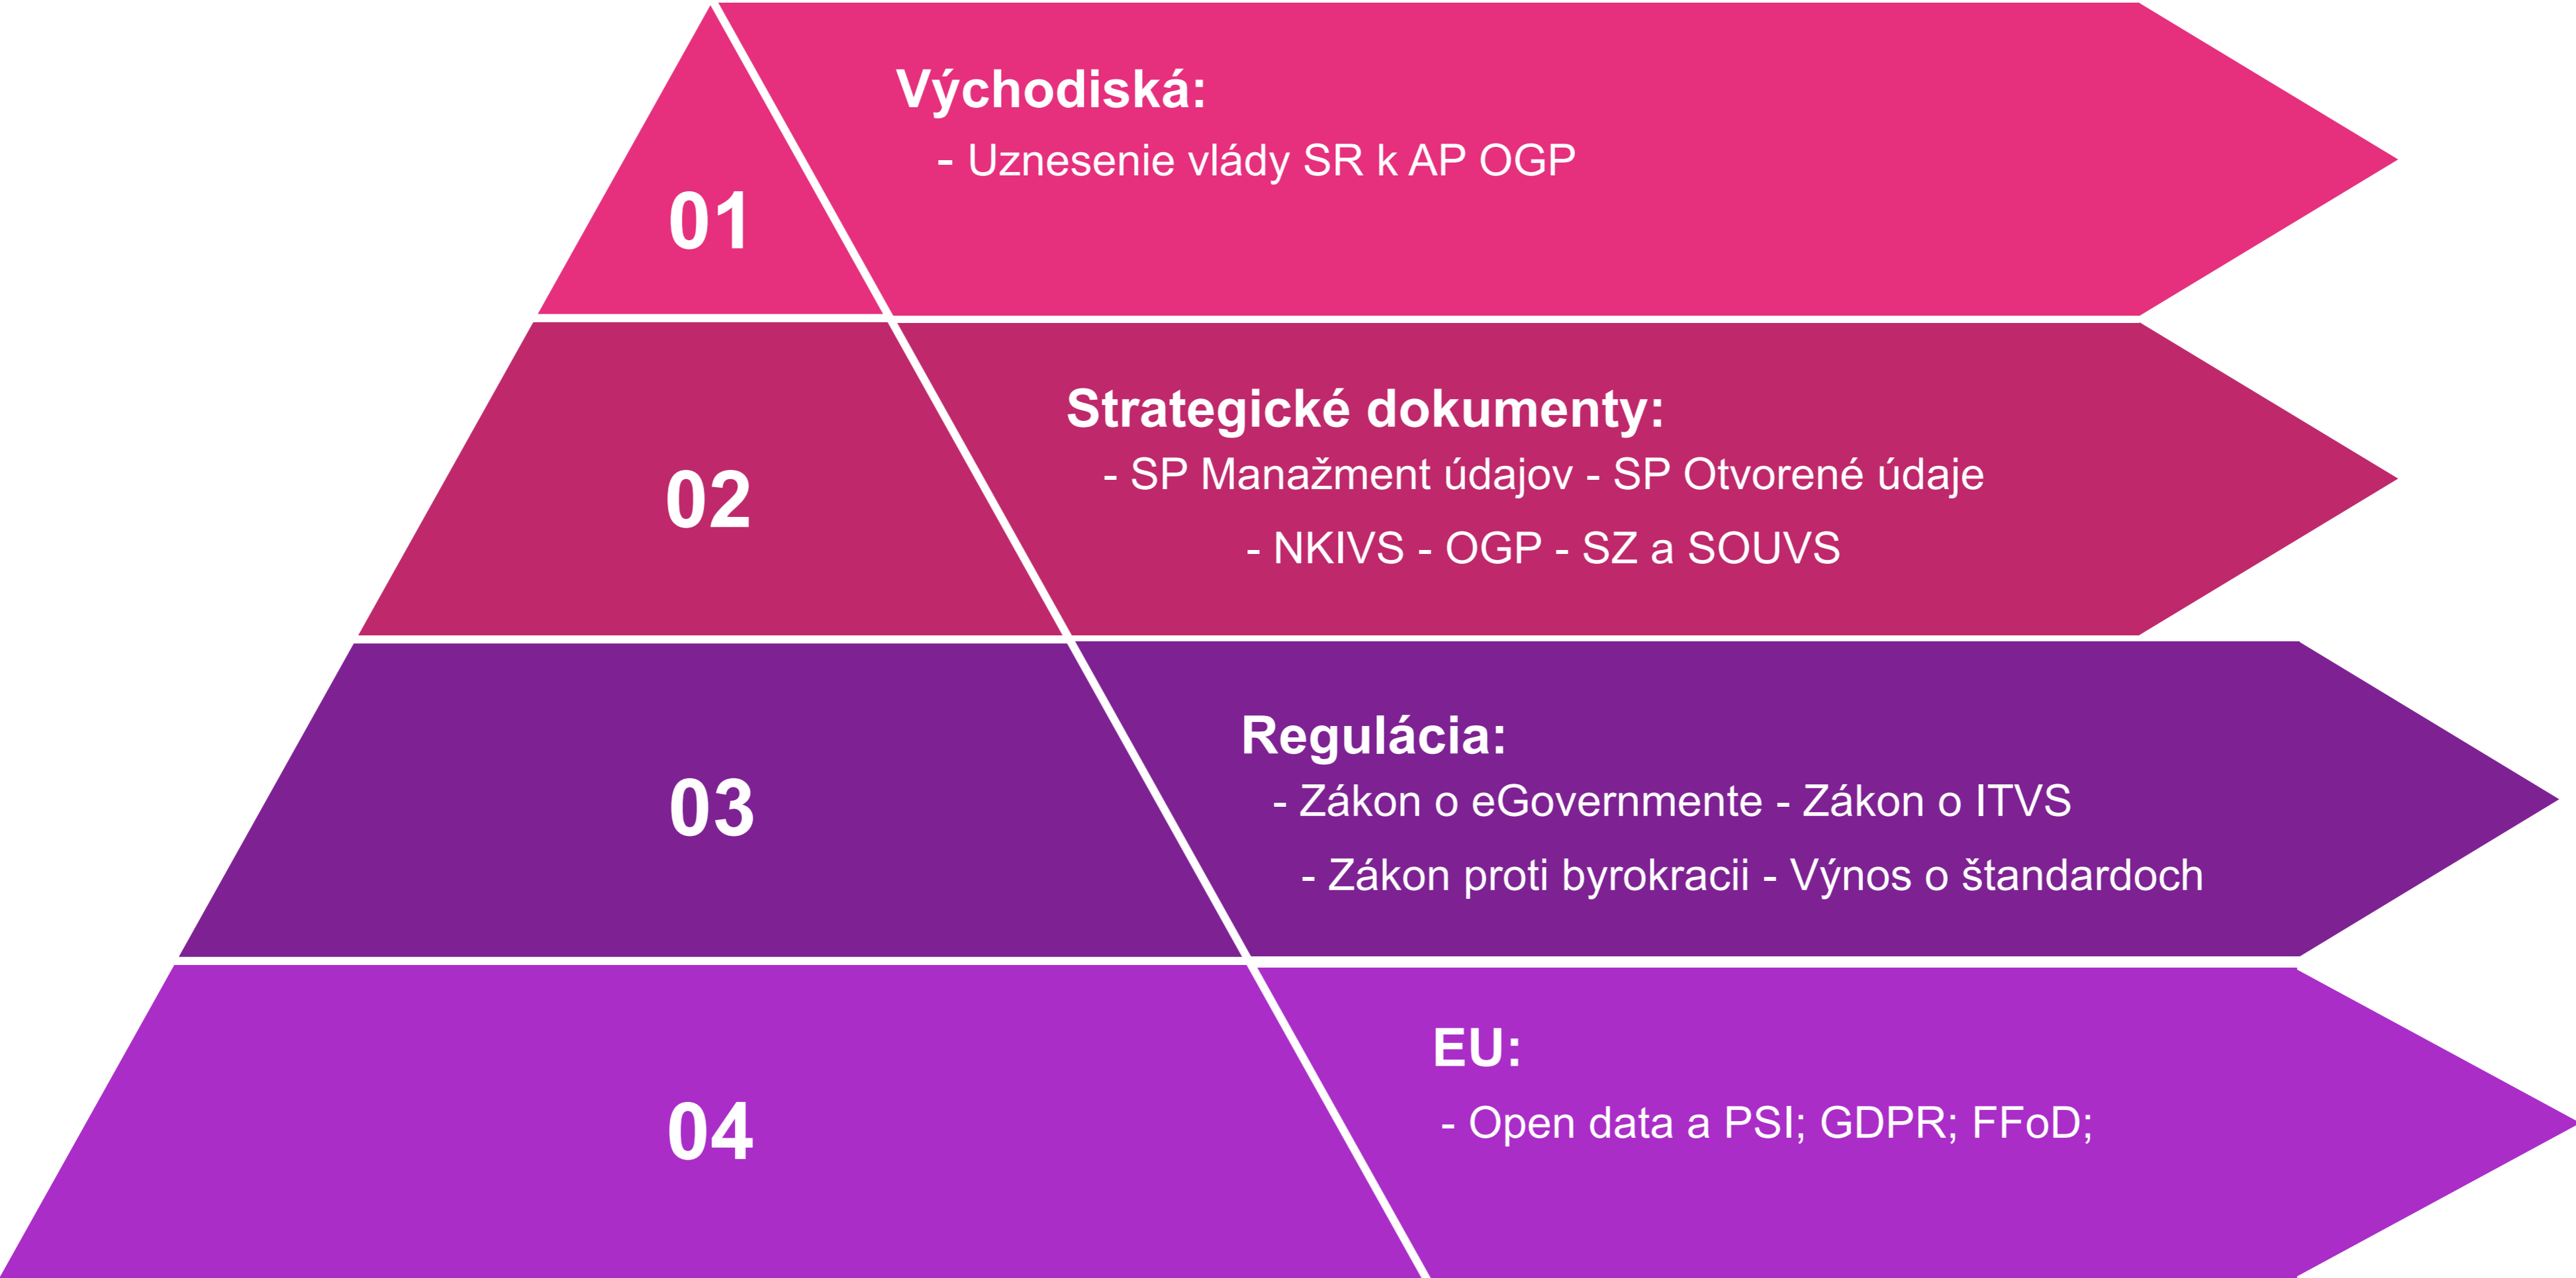 01
Východiská:
- Uznesenie vlády SR k AP OGP
02
Strategické dokumenty:
- SP Manažment údajov - SP Otvorené údaje
- NKIVS - OGP - SZ a SOUVS
03
Regulácia:
- Zákon o eGovernmente - Zákon o ITVS
- Zákon proti byrokracii - Výnos o štandardoch
04
EU:
- Open data a PSI; GDPR; FFoD;